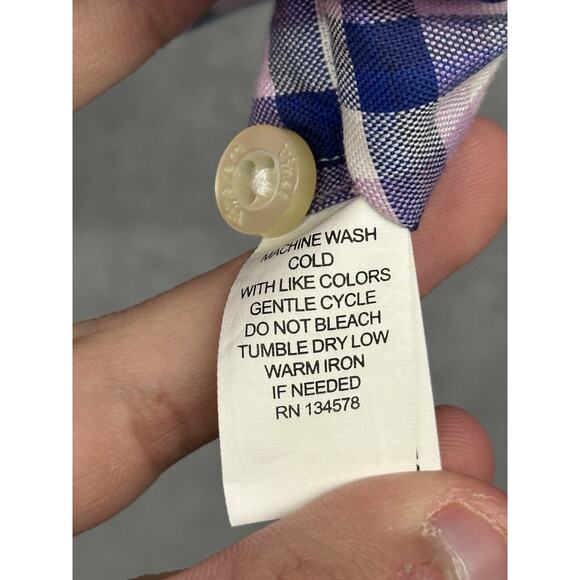 MACHINE WASH
COLD
WITH LIKE COLORS
GENTLE CYCLE
DO NOT BLEACH
TUMBLE DRY LOW
WARM IRON
IF NEEDED
RN 134578